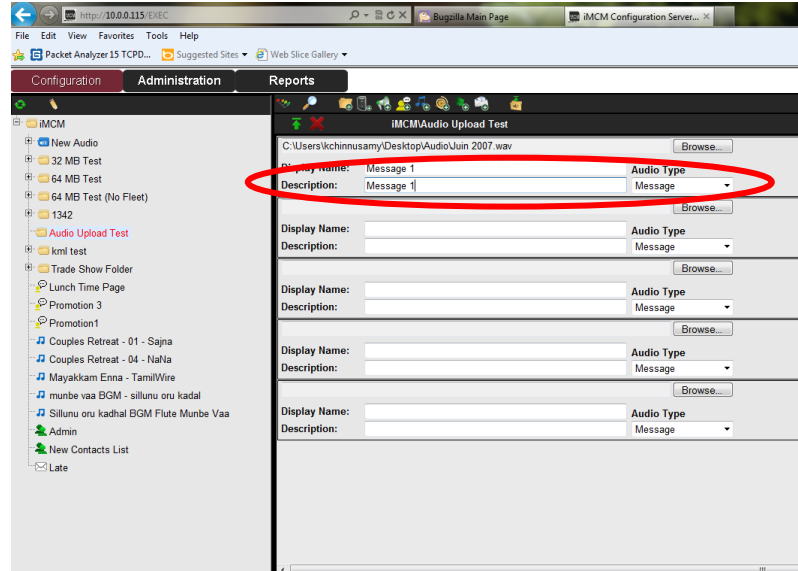 http://10.0.0.115/EXEC
Bugzilla Main Page
iMCM Configuration Server...
File Edit View Favorites Tools Help
Packet Analyzer 15 TCPD... Suggested Sites Web Slice Gallery
Configuration Administration Reports
iMCM\Audio Upload Test
iMCM
New Audio
32 MB Test
64 MB Test
64 MB Test (No Fleet)
1342
Audio Upload Test
kml test
Trade Show Folder
Lunch Time Page
Promotion 3
Promotion1
Couples Retreat - 01 - Sajna
Couples Retreat - 04 - NaNa
Mayakkam Enna - TamilWire
munbe vaa BGM - sillunu oru kadal
Sillunu oru kadhal BGM Flute Munbe Vaa
Admin
New Contacts List
Late
C:\Users\kchinnusamy\Desktop\Audio\Juin 2007.wav Browse...
Display Name: Message 1 Audio Type
Description: Message 1 Message
Browse...
Display Name: Audio Type
Description: Message
Browse...
Display Name: Audio Type
Description: Message
Browse...
Display Name: Audio Type
Description: Message
Browse...
Display Name: Audio Type
Description: Message